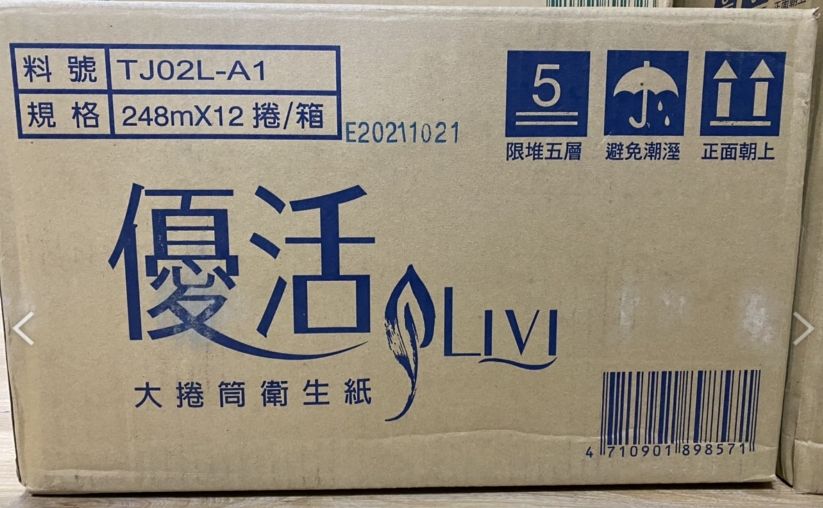 料號 TJ02L-A1
規格 248mX12 捲/箱
E20211021
5
限堆五層 避免潮溼 正面朝上
優活
LIVI
大捲筒衛生紙
4 710901 898571